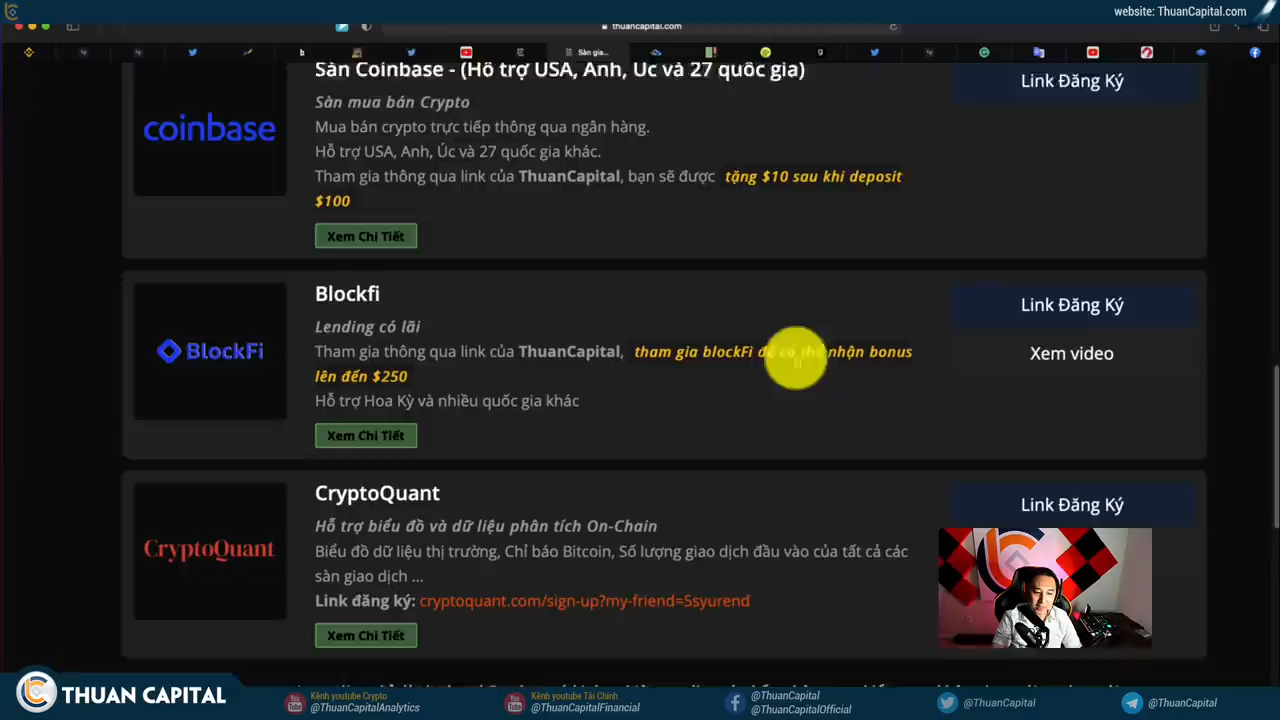 website: ThuanCapital.com
thuancapital.com
Sàn gia...
Sàn Coinbase - (Hỗ trợ USA, Anh, Úc và 27 quốc gia)
Link Đăng Ký
coinbase
Sàn mua bán Crypto
Mua bán crypto trực tiếp thông qua ngân hàng.
Hỗ trợ USA, Anh, Úc và 27 quốc gia khác.
Tham gia thông qua link của ThuanCapital, bạn sẽ được tặng $10 sau khi deposit
$100
Xem Chi Tiết
Blockfi
Link Đăng Ký
BlockFi
Lending có lãi
Tham gia thông qua link của ThuanCapital, tham gia blockFi để có thể nhận bonus
Xem video
lên đến $250
Hỗ trợ Hoa Kỳ và nhiều quốc gia khác
Xem Chi Tiết
CryptoQuant
Link Đăng Ký
CryptoQuant
Hỗ trợ biểu đồ và dữ liệu phân tích On-Chain
Biểu đồ dữ liệu thị trường, Chỉ báo Bitcoin, Số lượng giao dịch đầu vào của tất cả các
sàn giao dịch ...
Link đăng ký: cryptoquant.com/sign-up?my-friend=5syurend
Xem Chi Tiết
THUAN CAPITAL
Kênh youtube Crypto
@ThuanCapitalAnalytics
Kênh youtube Tài Chính
@ThuanCapitalFinancial
@ThuanCapital
@ThuanCapitalOfficial
@ThuanCapital
@ThuanCapital